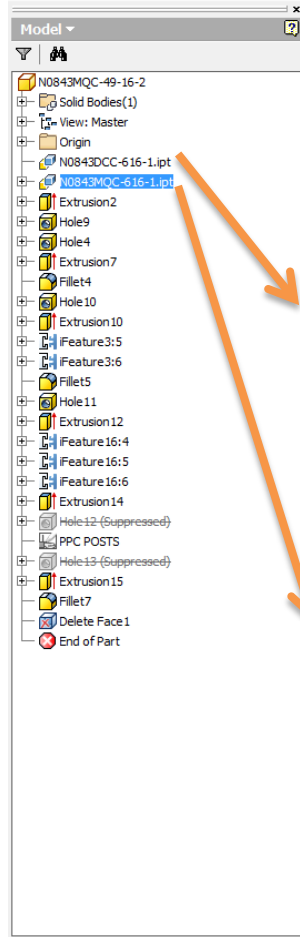 Model
N0843MQC-49-16-2
Solid Bodies(1)
View: Master
Origin
N0843DCC-616-1.ipt
N0843MQC-616-1.ipt
Extrusion2
Hole9
Hole4
Extrusion7
Fillet4
Hole10
Extrusion10
iFeature3:5
iFeature3:6
Fillet5
Hole11
Extrusion12
iFeature16:4
iFeature16:5
iFeature16:6
Extrusion14
Hole12 (Suppressed)
PPC POSTS
Hole13 (Suppressed)
Extrusion15
Fillet7
Delete Face1
End of Part